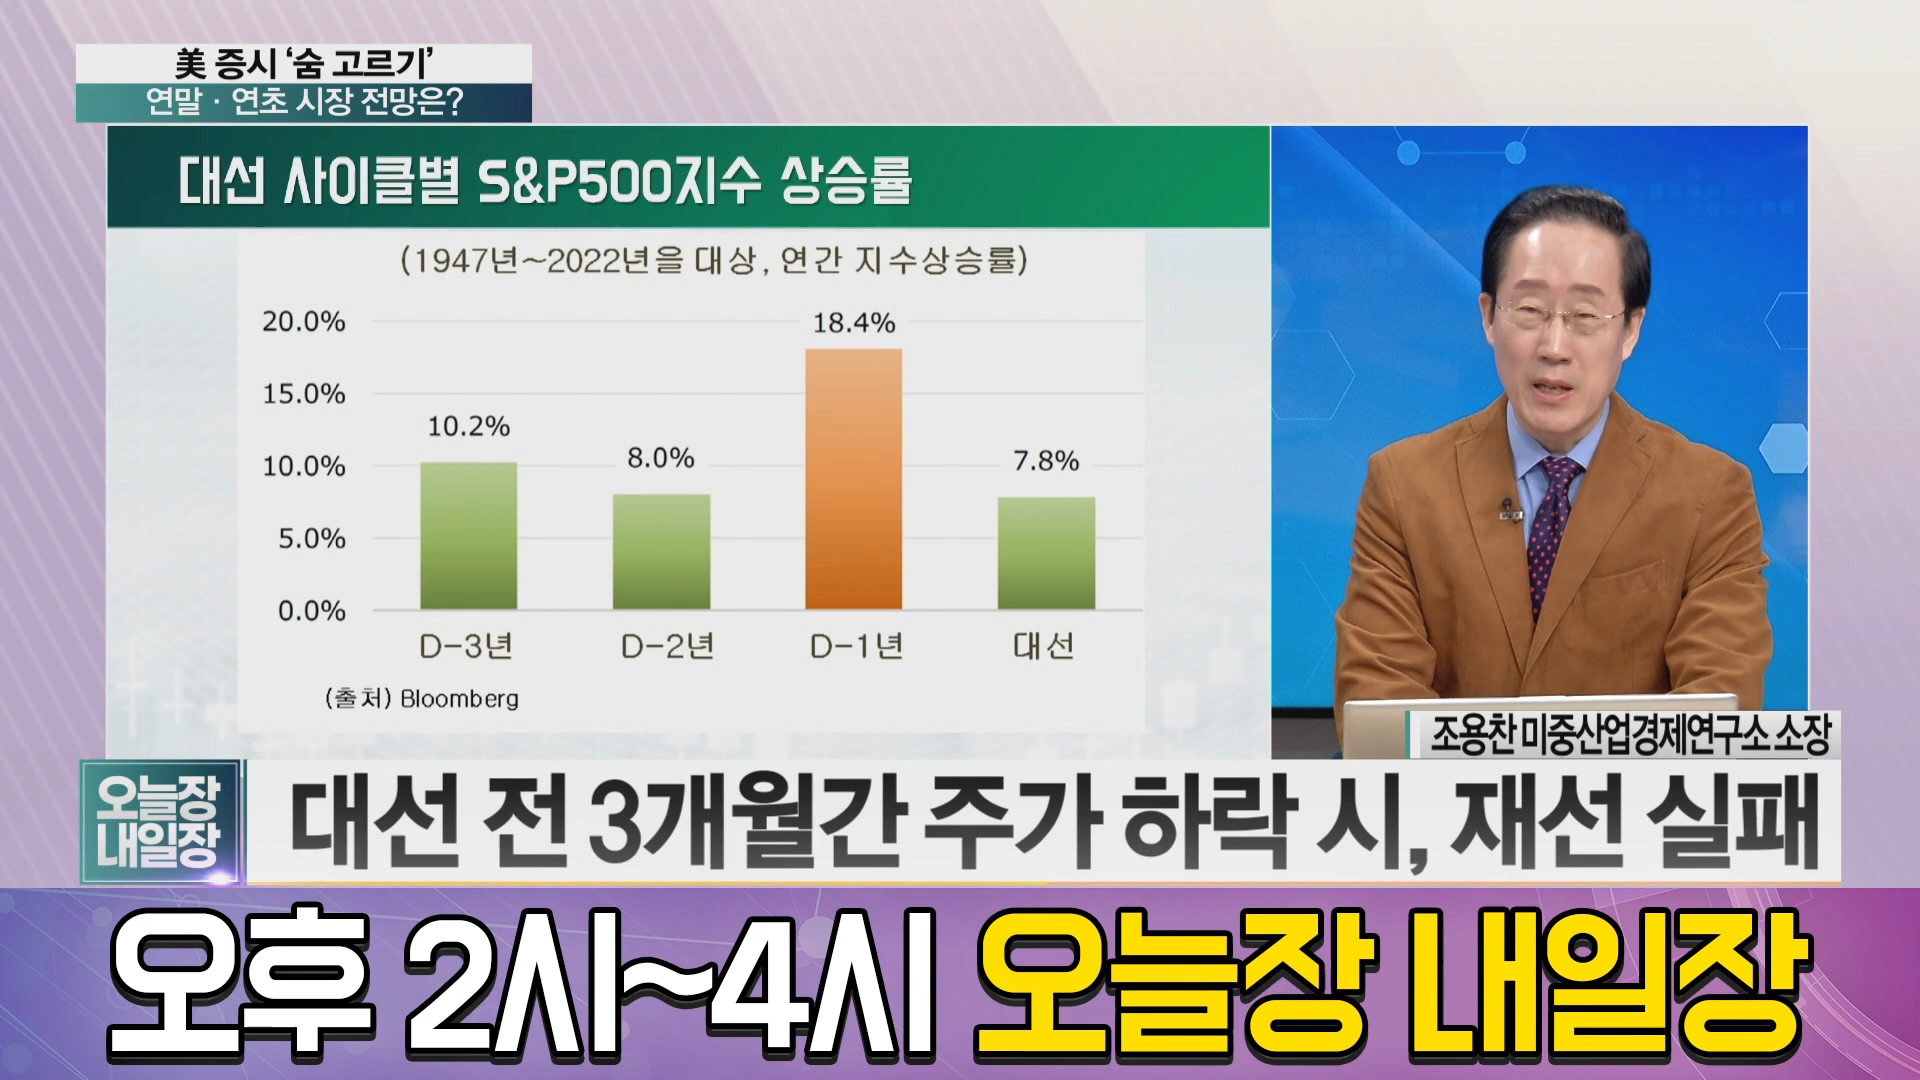 美 증시 ‘숨 고르기’
연말·연초 시장 전망은?
대선 사이클별 S&P500지수 상승률
(1947년~2022년을 대상, 연간 지수상승률)
20.0%
15.0%
10.0%
5.0%
0.0%
10.2%
8.0%
18.4%
7.8%
D-3년
D-2년
D-1년
대선
(출처) Bloomberg
조용찬 미중산업경제연구소 소장
오늘장
내일장
대선 전 3개월간 주가 하락 시, 재선 실패
오후 2시~4시 오늘장 내일장